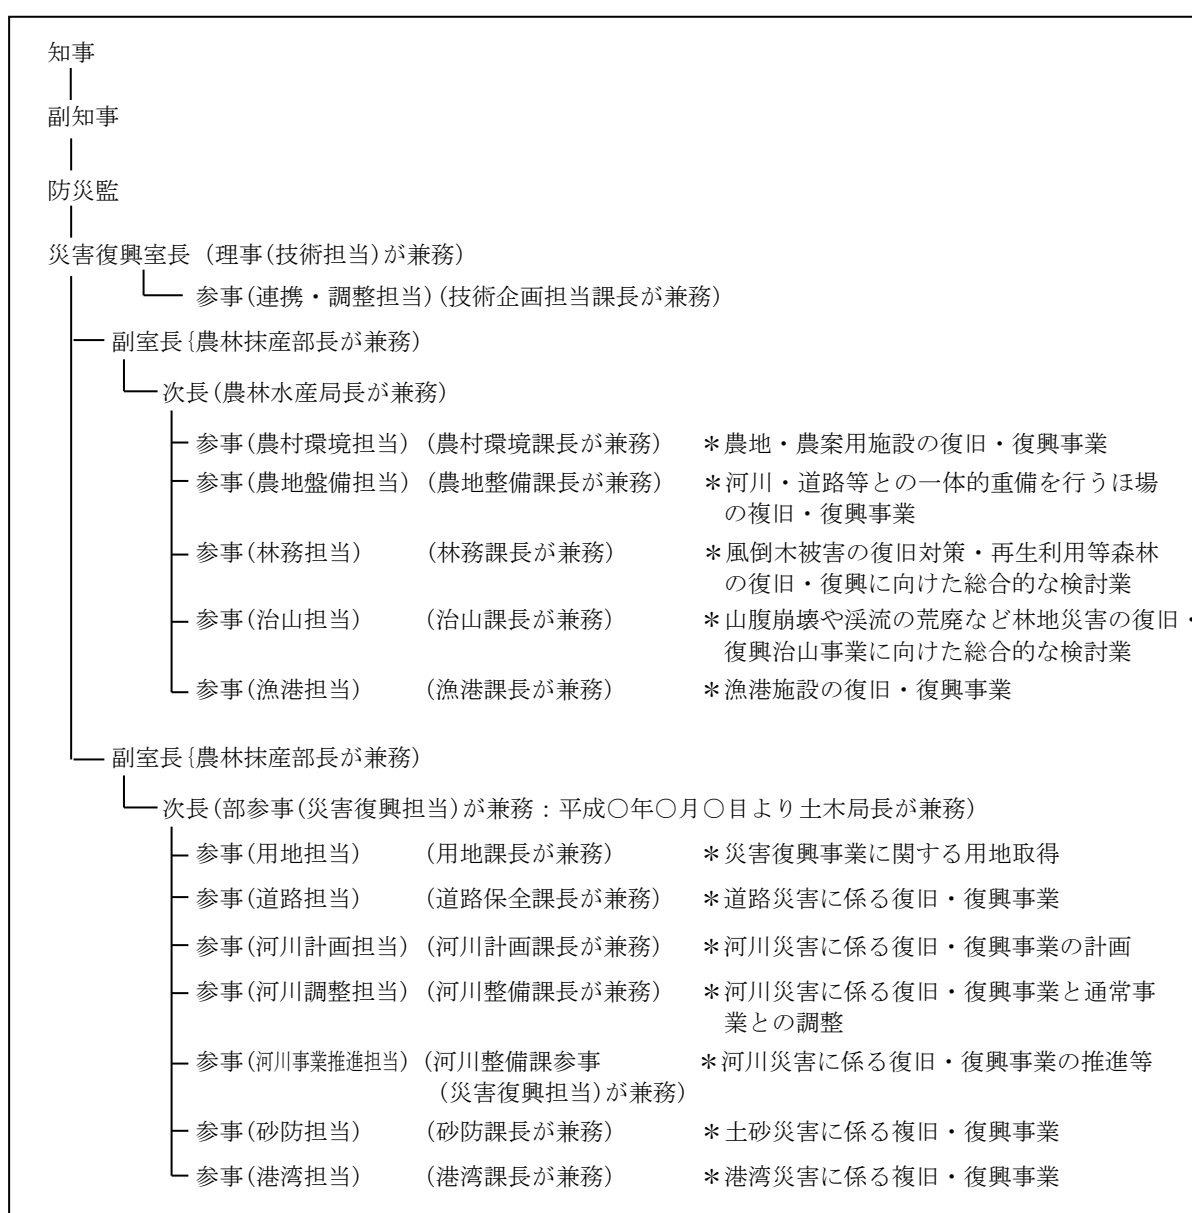 知事
副知事
防災監
災害復興室長 (理事(技術担当)が兼務)
参事(連携・調整担当)(技術企画担当課長が兼務)
副室長{農林抹産部長が兼務)
次長(農林水産局長が兼務)
参事(農村環境担当) (農村環境課長が兼務) *農地・農案用施設の復旧・復興事業
参事(農地盤備担当) (農地整備課長が兼務) *河川・道路等との一体的重備を行うほ場
の複旧・復興事業
参事(林務担当) (林務課長が兼務) *風倒木被害の復旧対策・再生利用等森林
の復旧・復興に向けた総合的な検討業
参事(治山担当) (治山課長が兼務) *山腹崩壊や渓流の荒廃など林地災害の復旧・
復興治山事業に向けた総合的な検討業
参事(漁港担当) (漁港課長が兼務) *漁港施設の復旧・復興事業
副室長{農林抹産部長が兼務)
次長(部参事(災害復興担当)が兼務:平成○年○月○目より土木局長が兼務)
参事(用地担当) (用地課長が兼務) *災害復興事業に関する用地取得
参事(道路担当) (道路保全課長が兼務) *道路災害に係る復旧・復興事業
参事(河川計画担当) (河川計画課長が兼務) *河川災害に係る復旧・復興事業の計画
参事(河川調整担当) (河川整備課長が兼務) *河川災害に係る復旧・復興事業と通常事
業との調整
参事(河川事業推進担当) (河川整備課参事 *河川災害に係る復旧・復興事業の推進等
(災害復興担当)が兼務)
参事(砂防担当) (砂防課長が兼務) *土砂災害に係る複旧・復興事業
参事(港湾担当) (港湾課長が兼務) *港湾災害に係る複旧・復興事業